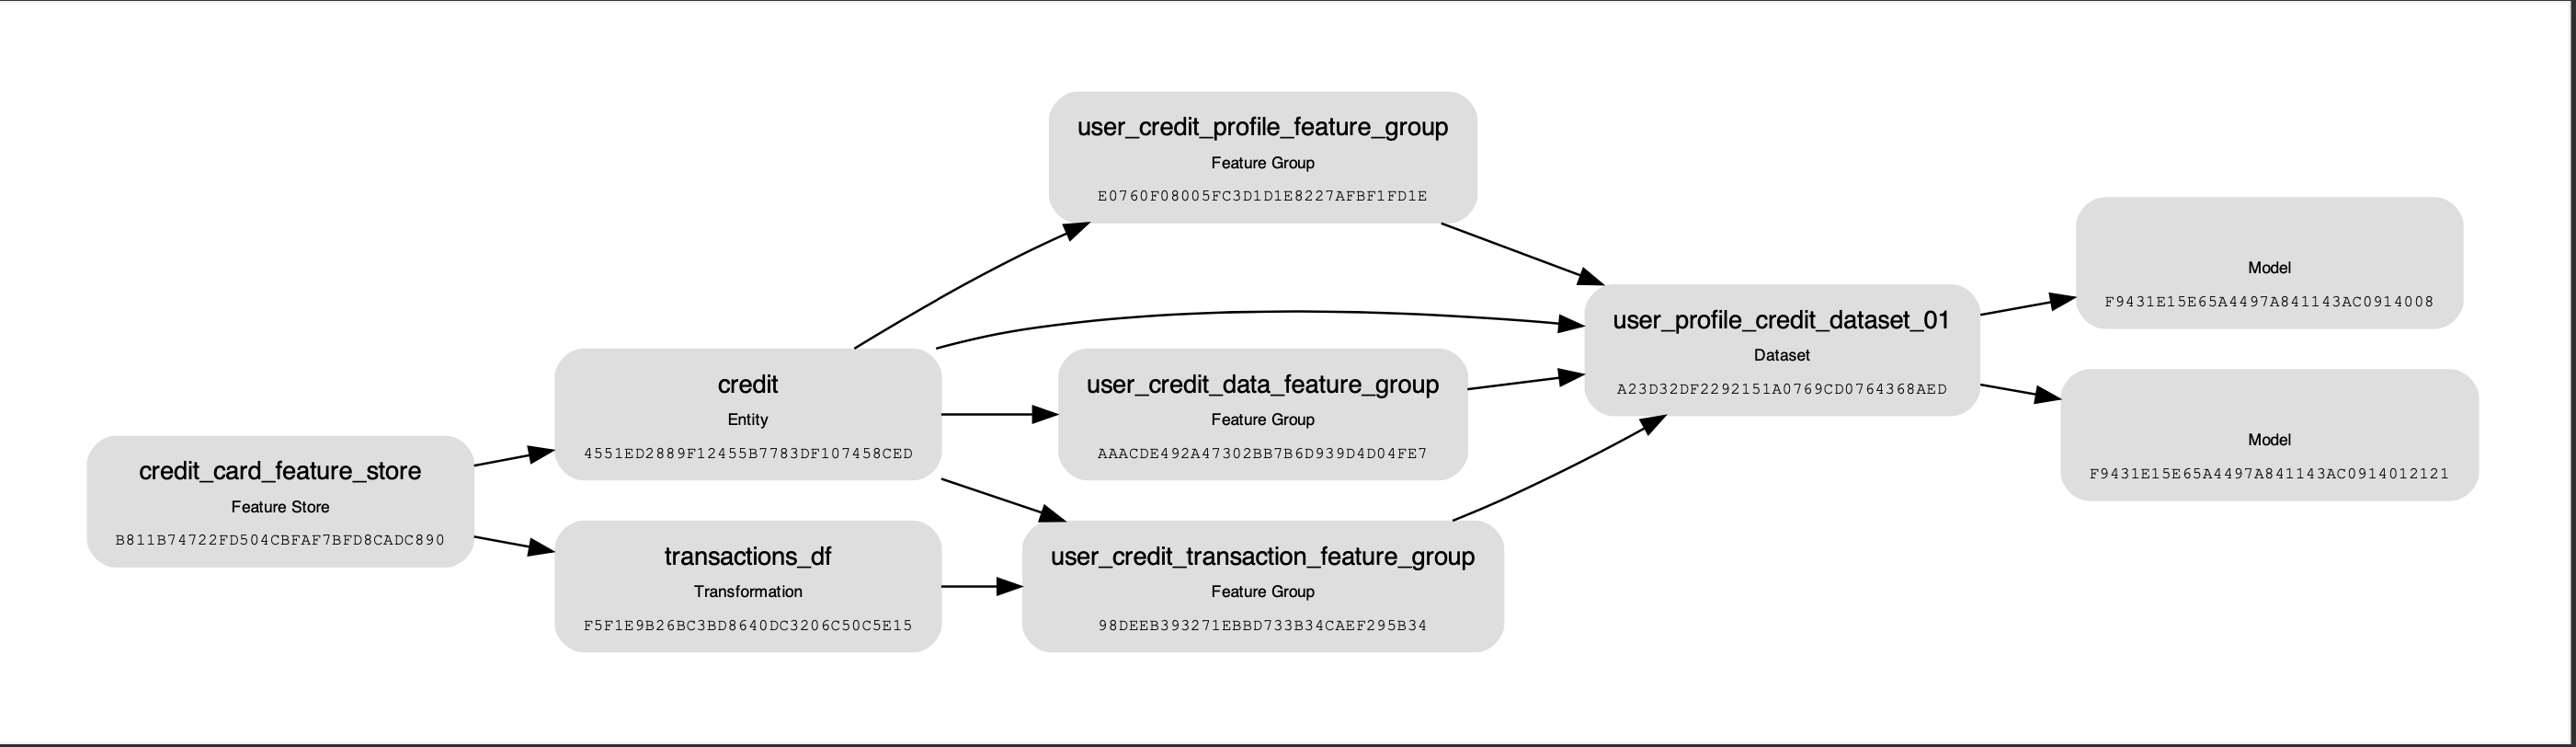 user_credit_profile_feature_group
Feature Group
E0760F08005FC3D1D1E8227AFBF1FD1E
Model
F9431E15E65A4497A841143AC0914008
user_profile_credit_dataset_01
Dataset
A23D32DF2292151A0769CD0764368AED
credit
Entity
4551ED2889F12455B7783DF107458CED
user_credit_data_feature_group
Feature Group
AAACDE492A47302BB7B6D939D4D04FE7
Model
F9431E15E65A4497A841143AC0914012121
credit_card_feature_store
Feature Store
B811B74722FD504CBFAF7BFD8CADC890
transactions_df
Transformation
F5F1E9B26BC3BD8640DC3206C50C5E15
user_credit_transaction_feature_group
Feature Group
98DEEB393271EBBD733B34CAEF295B34